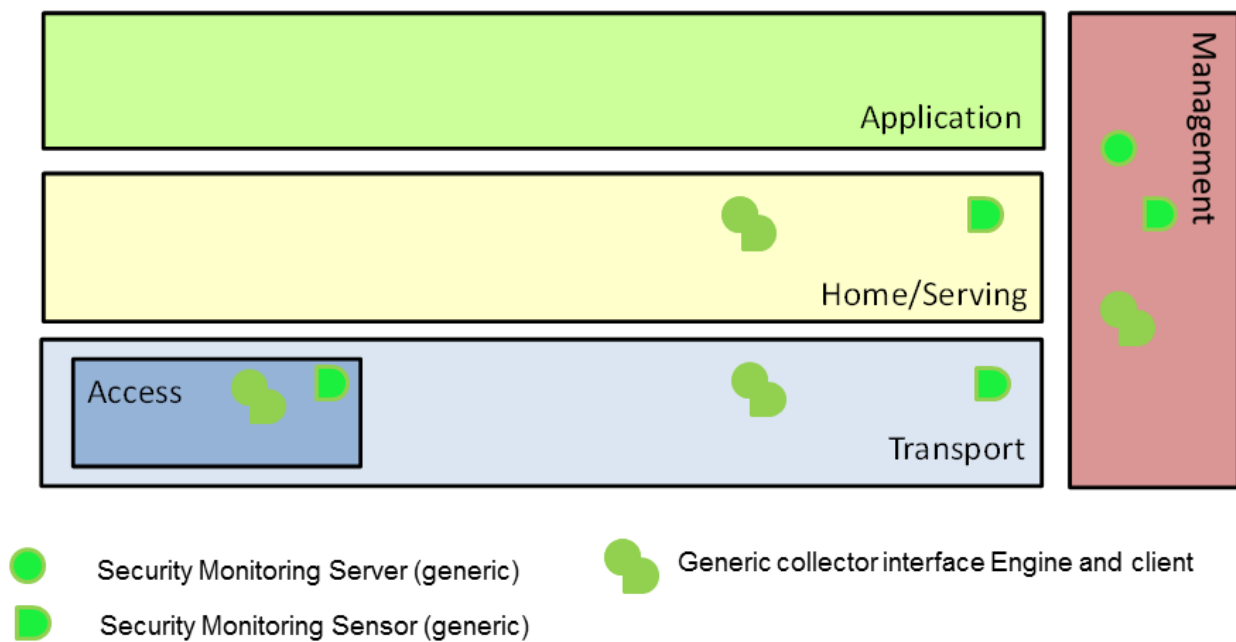 Application
Management
Home/Serving
Access
Transport
Security Monitoring Server (generic)
Generic collector interface Engine and client
Security Monitoring Sensor (generic)